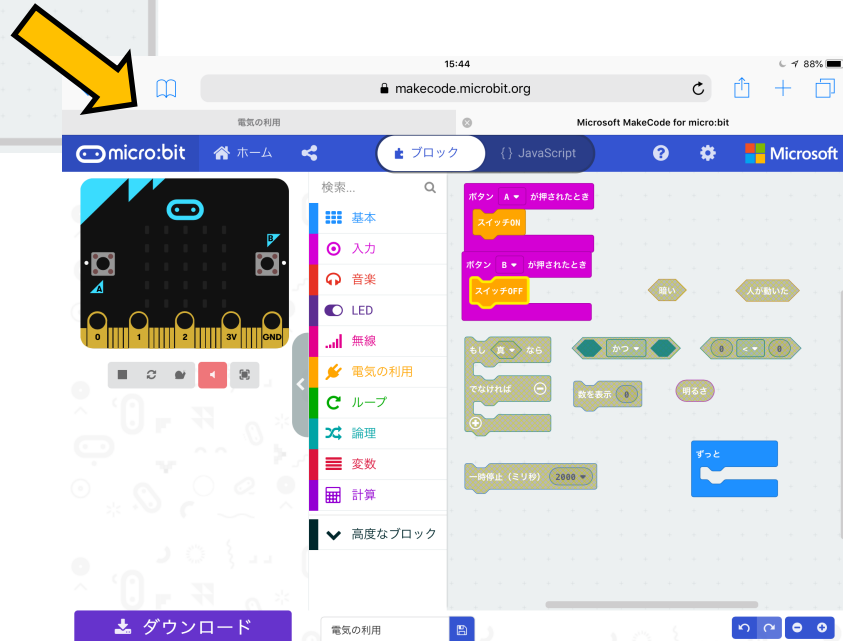 15:44
88%
makecode.microbit.org
電気の利用
Microsoft MakeCode for micro:bit
micro:bit
ホーム
ブロック
{} JavaScript
?
Microsoft
検索...
基本
入力
音楽
LED
無線
電気の利用
ループ
論理
変数
計算
高度なブロック
B
A
0 1 2 3V GND
ボタン A が押されたとき
スイッチON
ボタン B が押されたとき
スイッチOFF
暗い
人が動いた
もし 真 なら
でなければ
かつ
0 < 0
数を表示 0
明るさ
ずっと
一時停止(ミリ秒) 2000
ダウンロード
電気の利用